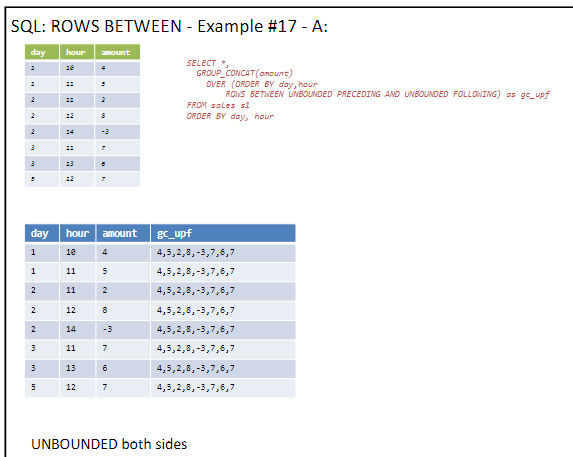 SQL: ROWS BETWEEN - Example #17 - A:
day hour amount
1 10 4
1 11 5
2 11 2
2 12 8
2 14 -3
3 11 7
3 13 6
5 12 7
SELECT *,
GROUP_CONCAT(amount)
OVER (ORDER BY day,hour
ROWS BETWEEN UNBOUNDED PRECEDING AND UNBOUNDED FOLLOWING) as gc_upf
FROM sales s1
ORDER BY day, hour
day hour amount gc_upf
1 10 4 4,5,2,8,-3,7,6,7
1 11 5 4,5,2,8,-3,7,6,7
2 11 2 4,5,2,8,-3,7,6,7
2 12 8 4,5,2,8,-3,7,6,7
2 14 -3 4,5,2,8,-3,7,6,7
3 11 7 4,5,2,8,-3,7,6,7
3 13 6 4,5,2,8,-3,7,6,7
5 12 7 4,5,2,8,-3,7,6,7
UNBOUNDED both sides